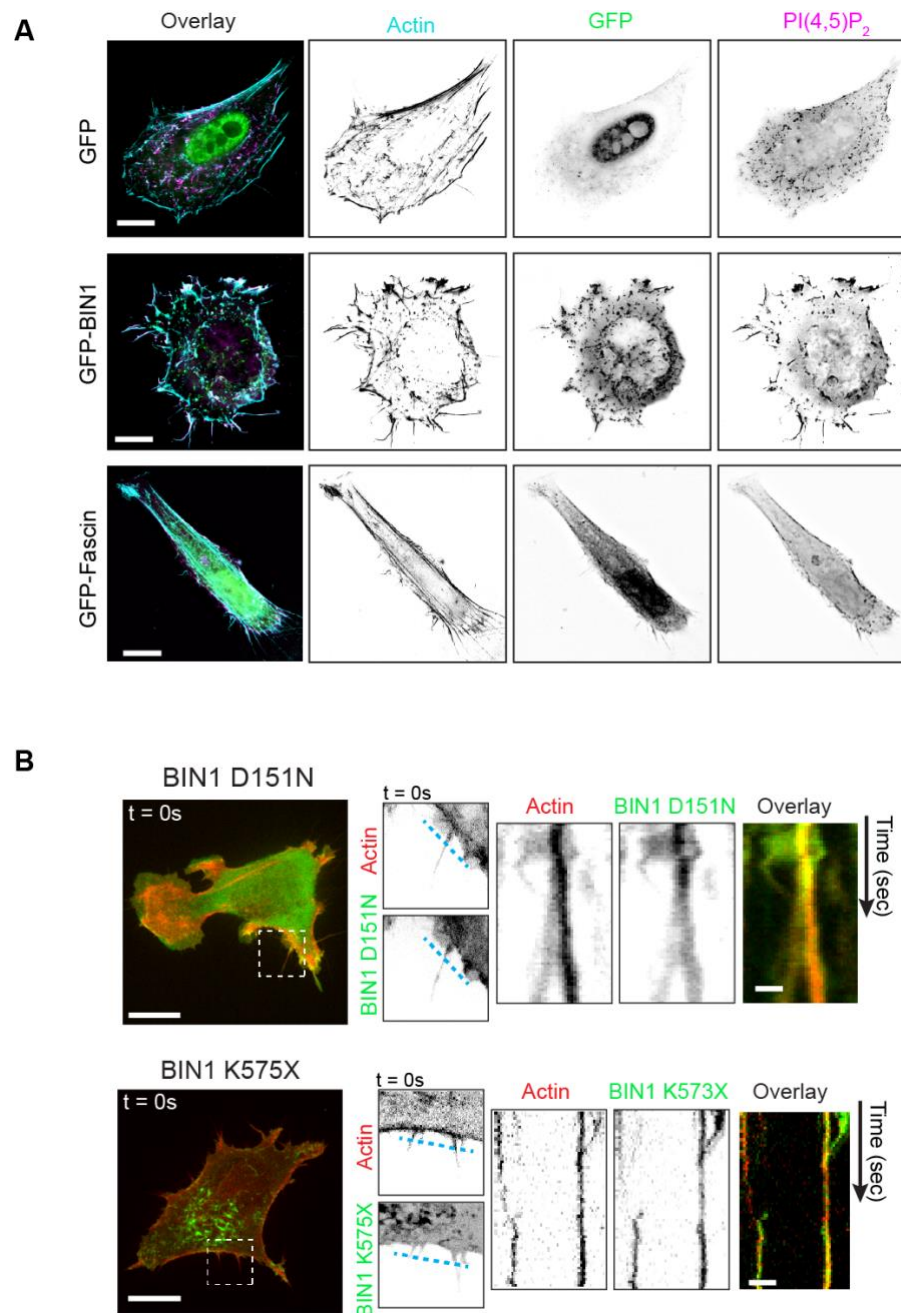 A
Overlay Actin GFP PI(4,5)P2
GFP
GFP-BIN1
GFP-Fascin
B
BIN1 D151N
t = 0s
t = 0s
Actin
BIN1 D151N
Actin BIN1 D151N Overlay
Time (sec)
BIN1 K575X
t = 0s
t = 0s
Actin
BIN1 K575X
Actin BIN1 K573X Overlay
Time (sec)